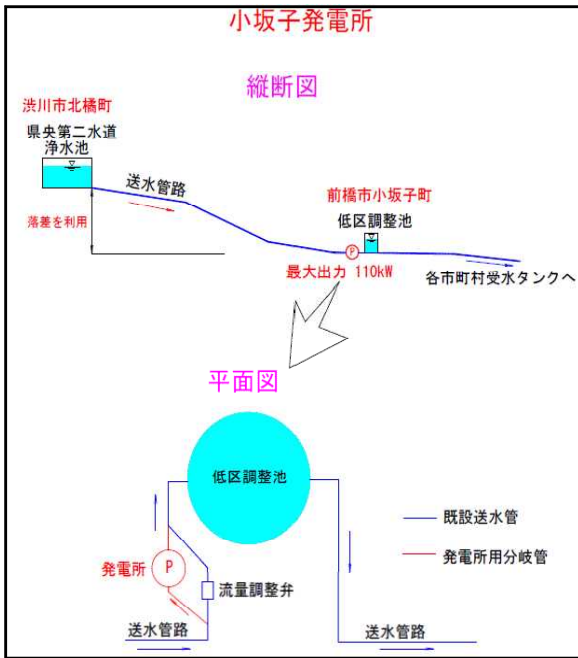 小坂子発電所
縦断図
渋川市北橘町
県央第二水道
浄水池
送水管路
落差を利用
前橋市小坂子町
低区調整池
P
最大出力 110kW
各市町村受水タンクへ
平面図
低区調整池
既設送水管
発電所用分岐管
発電所
P
流量調整弁
送水管路
送水管路